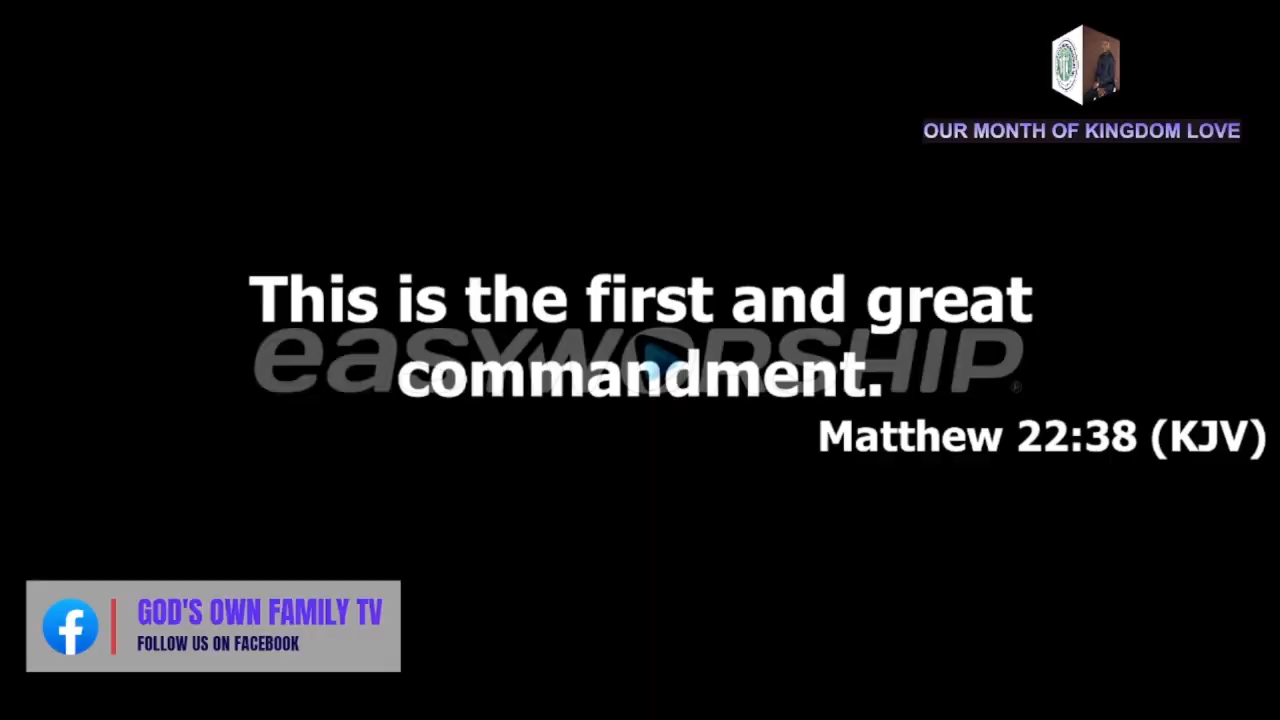 OUR MONTH OF KINGDOM LOVE
This is the first and great
easyworship®
commandment.
Matthew 22:38 (KJV)
GOD'S OWN FAMILY TV
FOLLOW US ON FACEBOOK